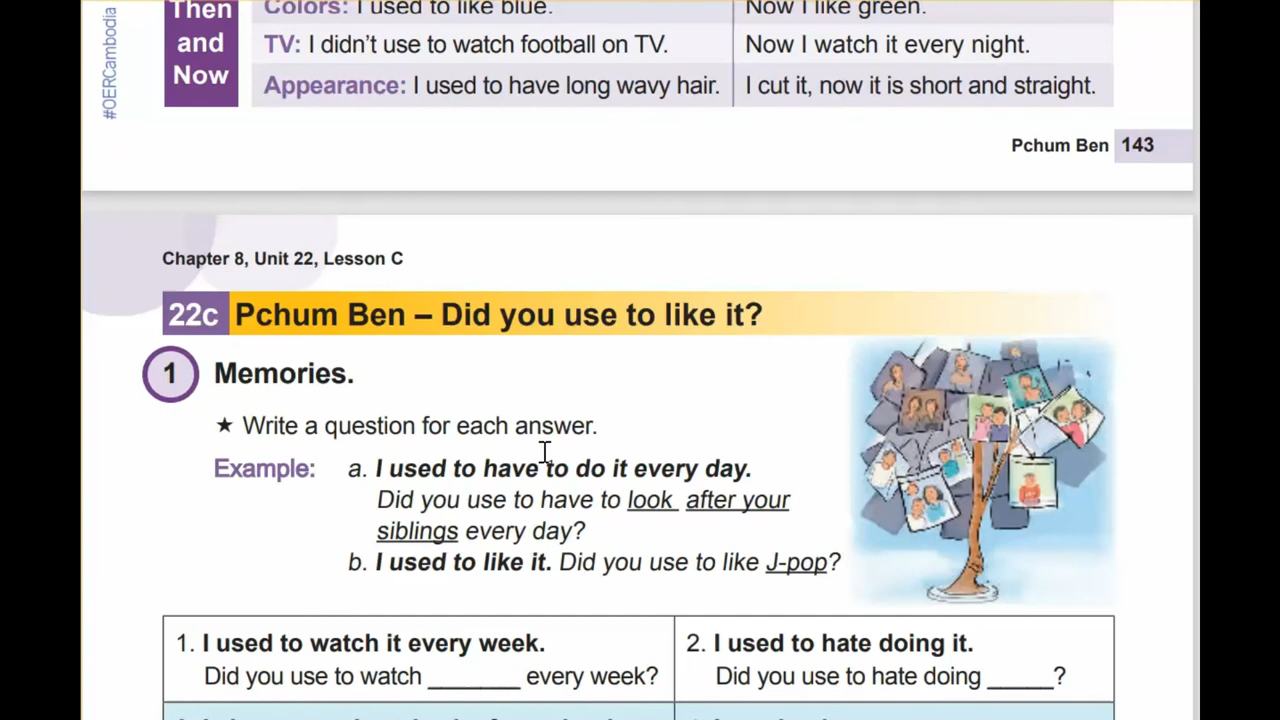 #OERCambodia
Then and Now
Colors: I used to like blue. Now I like green.
TV: I didn't use to watch football on TV. Now I watch it every night.
Appearance: I used to have long wavy hair. I cut it, now it is short and straight.
Pchum Ben 143
Chapter 8, Unit 22, Lesson C
22c Pchum Ben – Did you use to like it?
1 Memories.
★ Write a question for each answer.
Example: a. I used to have to do it every day.
Did you use to have to look after your
siblings every day?
b. I used to like it. Did you use to like J-pop?
1. I used to watch it every week.
Did you use to watch _______ every week?
2. I used to hate doing it.
Did you use to hate doing _____?